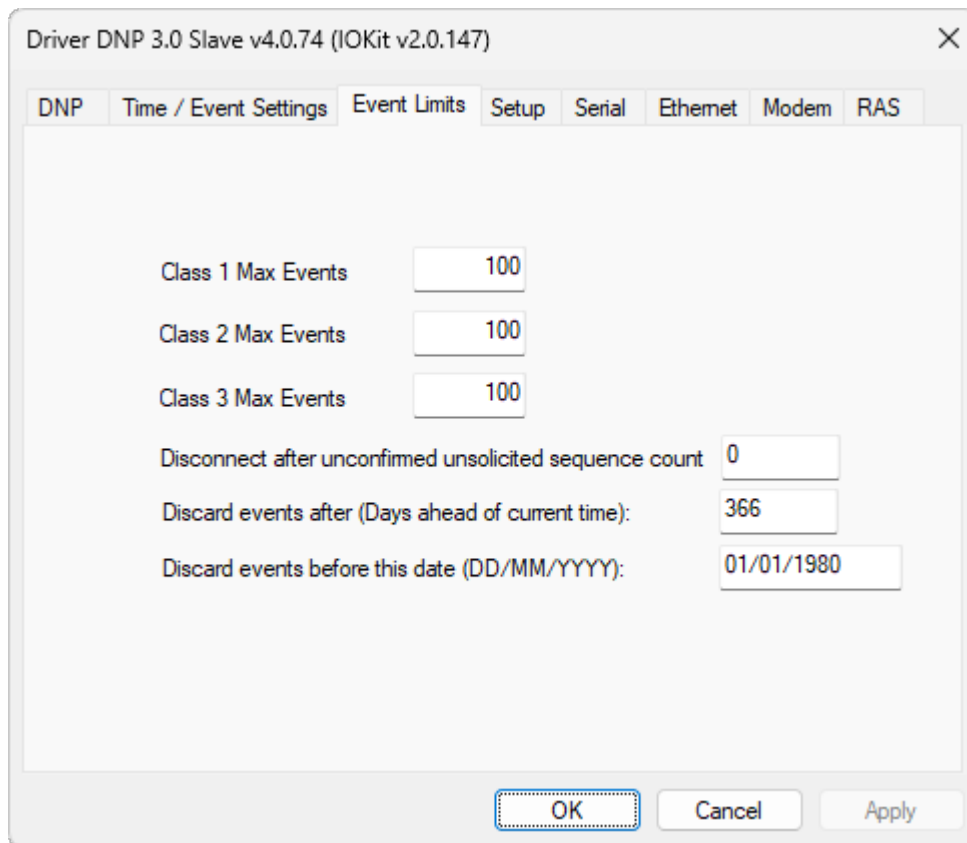 Driver DNP 3.0 Slave v4.0.74 (IOKit v2.0.147)
DNP Time / Event Settings Event Limits Setup Serial Ethernet Modem RAS
Class 1 Max Events 100
Class 2 Max Events 100
Class 3 Max Events 100
Disconnect after unconfirmed unsolicited sequence count 0
Discard events after (Days ahead of current time): 366
Discard events before this date (DD/MM/YYYY): 01/01/1980
OK Cancel Apply